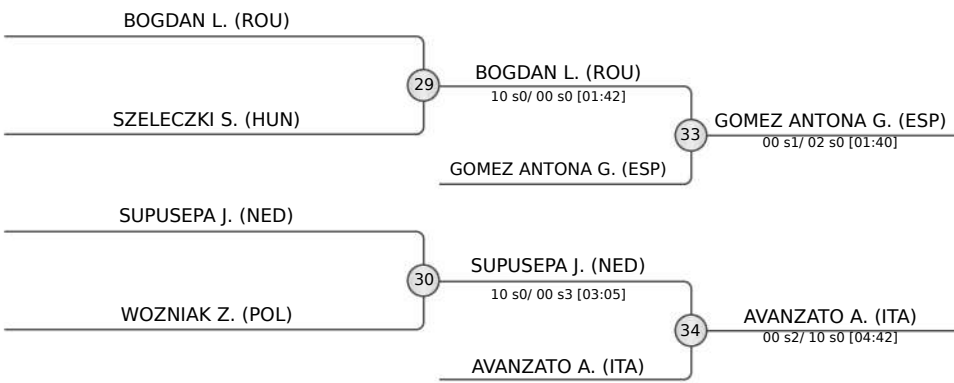 BOGDAN L. (ROU)
29
BOGDAN L. (ROU)
10 s0/ 00 s0 [01:42]
SZELECZKI S. (HUN)
33
GOMEZ ANTONA G. (ESP)
00 s1/ 02 s0 [01:40]
GOMEZ ANTONA G. (ESP)
SUPUSEPA J. (NED)
30
SUPUSEPA J. (NED)
10 s0/ 00 s3 [03:05]
WOZNIAK Z. (POL)
34
AVANZATO A. (ITA)
00 s2/ 10 s0 [04:42]
AVANZATO A. (ITA)